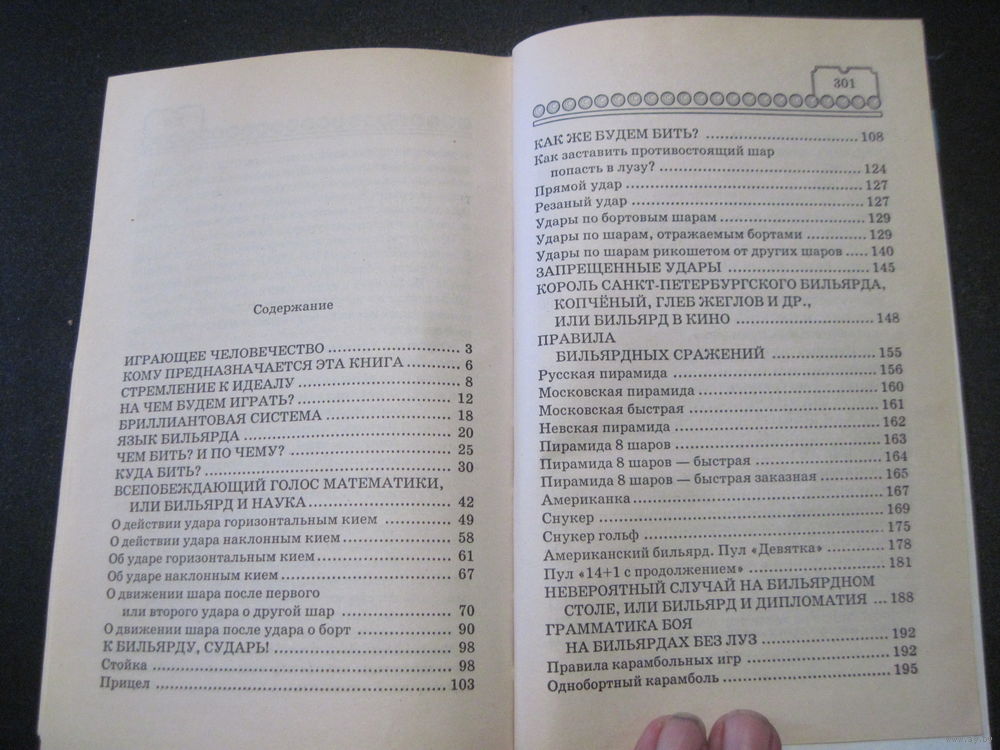 Содержание
ИГРАЮЩЕЕ ЧЕЛОВЕЧЕСТВО ........................ 3
КОМУ ПРЕДНАЗНАЧАЕТСЯ ЭТА КНИГА .......... 6
СТРЕМЛЕНИЕ К ИДЕАЛУ ............................ 8
НА ЧЕМ БУДЕМ ИГРАТЬ? ............................ 12
БРИЛЛИАНТОВАЯ СИСТЕМА ........................ 18
ЯЗЫК БИЛЬЯРДА .................................... 20
ЧЕМ БИТЬ? И ПО ЧЕМУ? ............................ 25
КУДА БИТЬ? ........................................ 30
ВСЕПОБЕЖДАЮЩИЙ ГОЛОС МАТЕМАТИКИ,
ИЛИ БИЛЬЯРД И НАУКА ............................ 42
О действии удара горизонтальным кием ............ 49
О действии удара наклонным кием .................. 58
Об ударе горизонтальным кием ...................... 61
Об ударе наклонным кием ............................ 67
О движении шара после первого
или второго удара о другой шар .................... 70
О движении шара после удара о борт ................ 90
К БИЛЬЯРДУ, СУДАРЬ! .............................. 98
Стойка .............................................. 98
Прицел .............................................. 103
301
КАК ЖЕ БУДЕМ БИТЬ? .............................. 108
Как заставить противостоящий шар
попасть в лузу? .................................... 124
Прямой удар ........................................ 127
Резаный удар ........................................ 127
Удары по бортовым шарам .......................... 129
Удары по шарам, отражаемым бортами .............. 129
Удары по шарам рикошетом от других шаров ..... 140
ЗАПРЕЩЕННЫЕ УДАРЫ .............................. 145
КОРОЛЬ САНКТ-ПЕТЕРБУРГСКОГО БИЛЬЯРДА,
КОПЧЁНЫЙ, ГЛЕБ ЖЕГЛОВ И ДР.,
ИЛИ БИЛЬЯРД В КИНО .............................. 148
ПРАВИЛА
БИЛЬЯРДНЫХ СРАЖЕНИЙ .......................... 155
Русская пирамида .................................. 156
Московская пирамида .............................. 160
Московская быстрая ................................ 161
Невская пирамида .................................. 162
Пирамида 8 шаров .................................. 163
Пирамида 8 шаров — быстрая ...................... 164
Пирамида 8 шаров — быстрая заказная ............ 165
Американка ........................................ 167
Снукер .............................................. 169
Снукер гольф ........................................ 175
Американский бильярд. Пул «Девятка» ............ 178
Пул «14+1 с продолжением» ........................ 181
НЕВЕРОЯТНЫЙ СЛУЧАЙ НА БИЛЬЯРДНОМ
СТОЛЕ, ИЛИ БИЛЬЯРД И ДИПЛОМАТИЯ ... 188
ГРАММАТИКА БОЯ
НА БИЛЬЯРДАХ БЕЗ ЛУЗ ............................ 192
Правила карамбольных игр ........................ 192
Однобортный карамболь ............................ 195